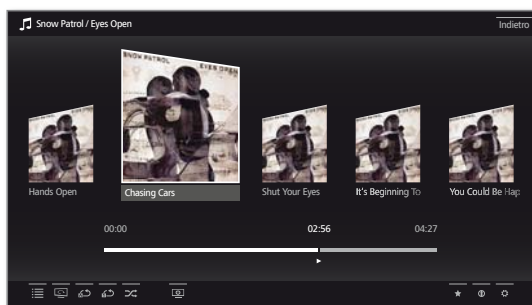 Snow Patrol / Eyes Open
Indietro
SNOW PATROL EYES OPEN
Hands Open
Chasing Cars
Shut Your Eyes
It's Beginning To
You Could Be Hap
00:00
02:56
04:27